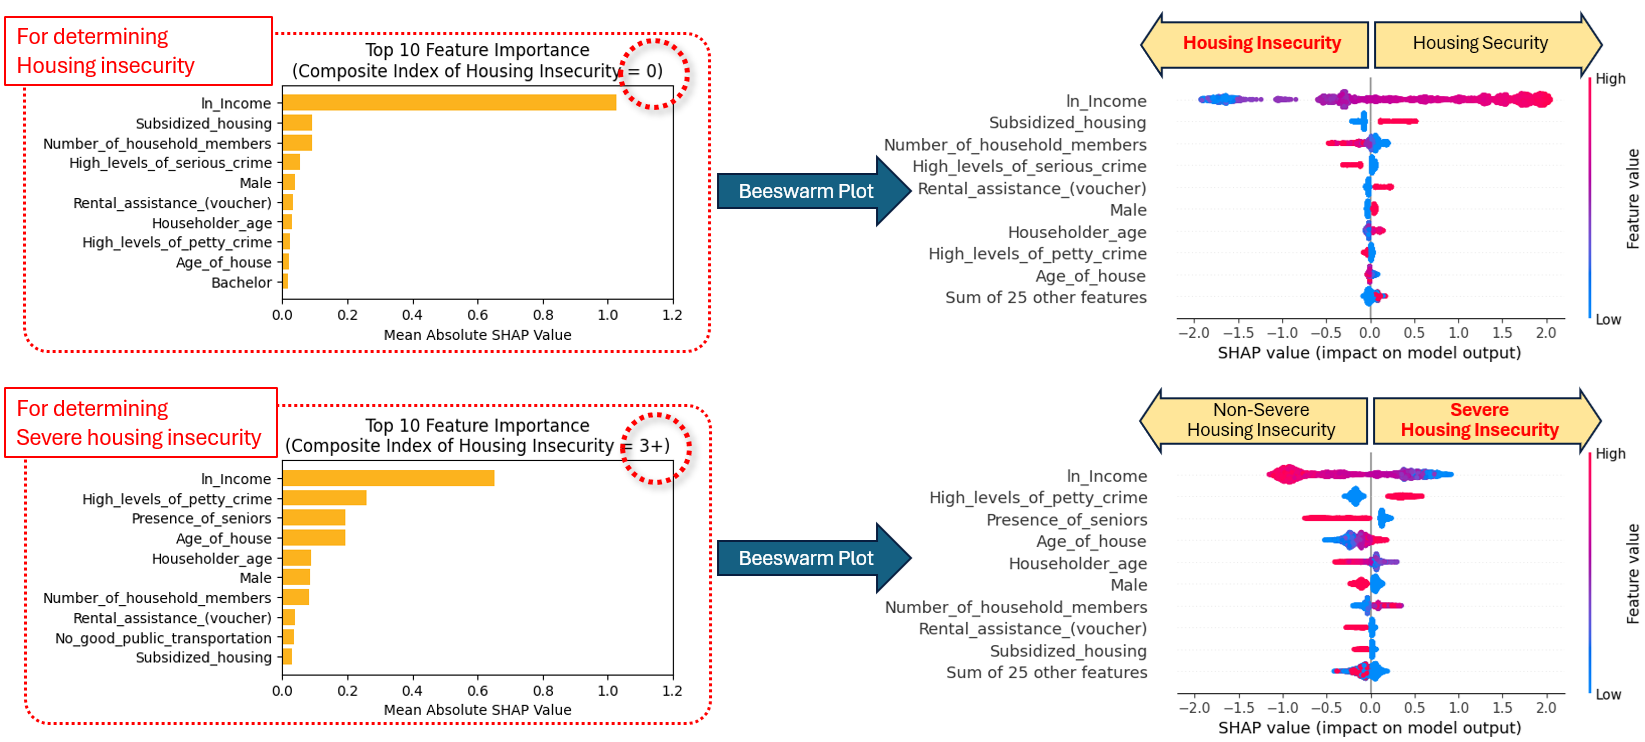 For determining
Housing insecurity
Top 10 Feature Importance
(Composite Index of Housing Insecurity = 0)
ln_Income
Subsidized_housing
Number_of_household_members
High_levels_of_serious_crime
Male
Rental_assistance_(voucher)
Householder_age
High_levels_of_petty_crime
Age_of_house
Bachelor
0.0 0.2 0.4 0.6 0.8 1.0 1.2
Mean Absolute SHAP Value
Beeswarm Plot
Housing Insecurity
Housing Security
ln_Income
Subsidized_housing
Number_of_household_members
High_levels_of_serious_crime
Rental_assistance_(voucher)
Male
Householder_age
High_levels_of_petty_crime
Age_of_house
Sum of 25 other features
−2.0 −1.5 −1.0 −0.5 0.0 0.5 1.0 1.5 2.0
SHAP value (impact on model output)
High
Feature value
Low
For determining
Severe housing insecurity
Top 10 Feature Importance
(Composite Index of Housing Insecurity = 3+)
ln_Income
High_levels_of_petty_crime
Presence_of_seniors
Age_of_house
Householder_age
Male
Number_of_household_members
Rental_assistance_(voucher)
No_good_public_transportation
Subsidized_housing
0.0 0.2 0.4 0.6 0.8 1.0 1.2
Mean Absolute SHAP Value
Beeswarm Plot
Non-Severe
Housing Insecurity
Severe
Housing Insecurity
ln_Income
High_levels_of_petty_crime
Presence_of_seniors
Age_of_house
Householder_age
Male
Number_of_household_members
Rental_assistance_(voucher)
Subsidized_housing
Sum of 25 other features
−2.0 −1.5 −1.0 −0.5 0.0 0.5 1.0 1.5 2.0
SHAP value (impact on model output)
High
Feature value
Low